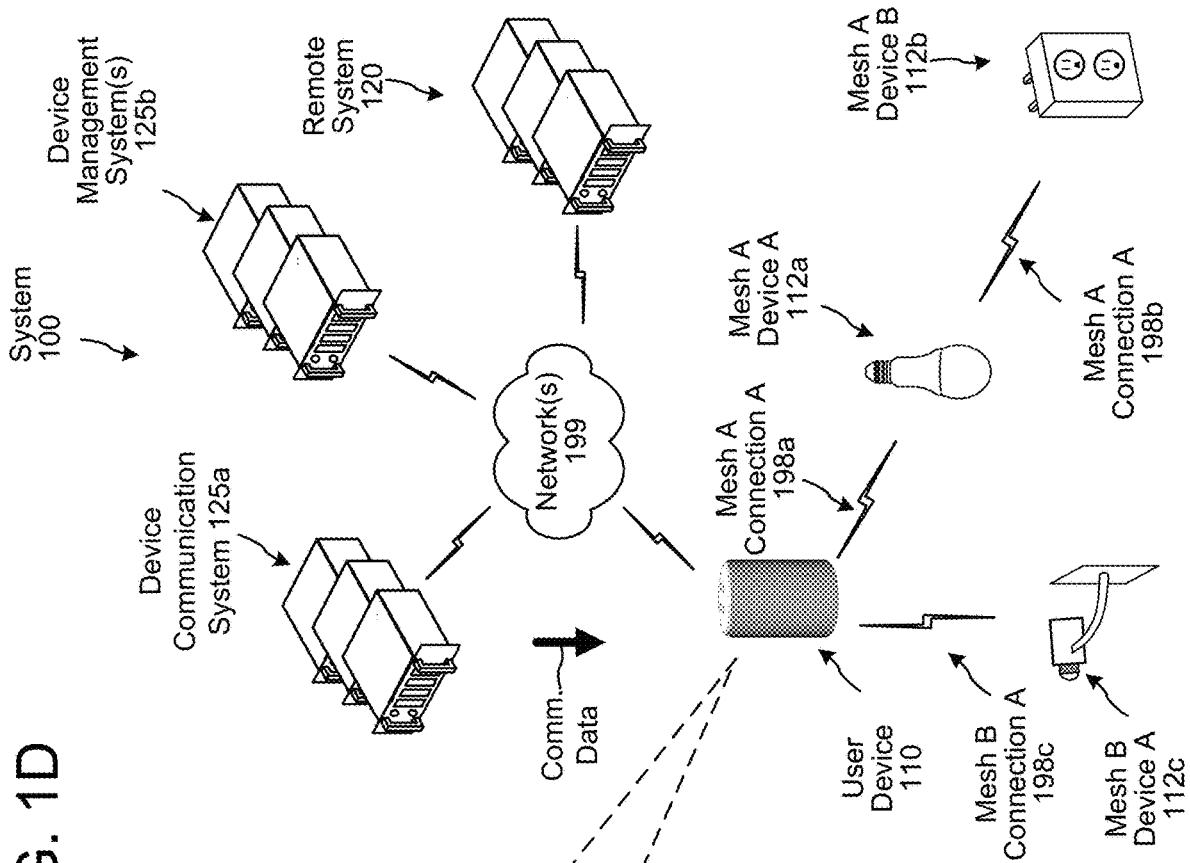 G. 1D
System
100
Device
Management
System(s)
125b
Device
Communication
System 125a
Remote
System
120
Network(s)
199
Comm.
Data
Mesh A
Connection A
198a
Mesh A
Device A
112a
Mesh A
Device B
112b
User
Device
110
Mesh B
Connection A
198c
Mesh A
Connection A
198b
Mesh B
Device A
112c